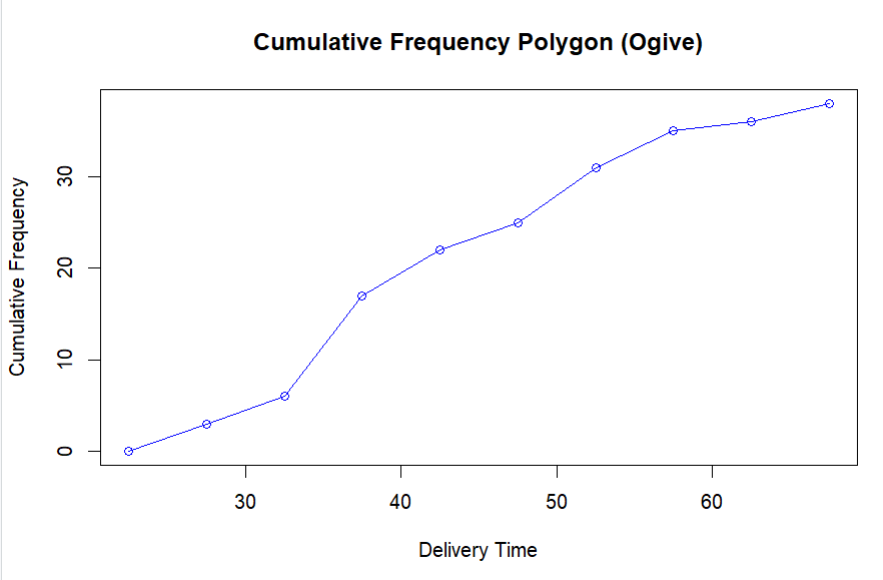 Cumulative Frequency Polygon (Ogive)
Cumulative Frequency
30
20
10
0
30 40 50 60
Delivery Time